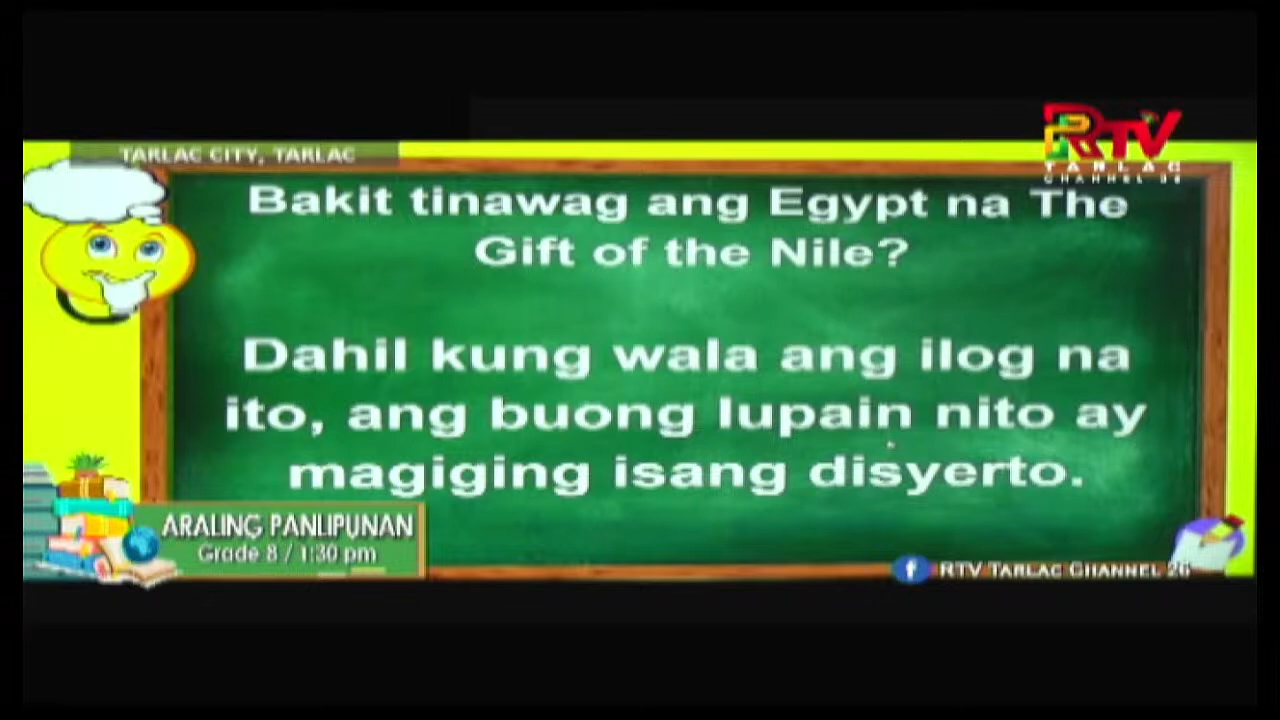 RTV
TARLAC
CHANNEL 26
TARLAC CITY, TARLAC
Bakit tinawag ang Egypt na The
Gift of the Nile?
Dahil kung wala ang ilog na
ito, ang buong lupain nito ay
magiging isang disyerto.
ARALING PANLIPUNAN
Grade 8 / 1:30 pm
f RTV TARLAC CHANNEL 26